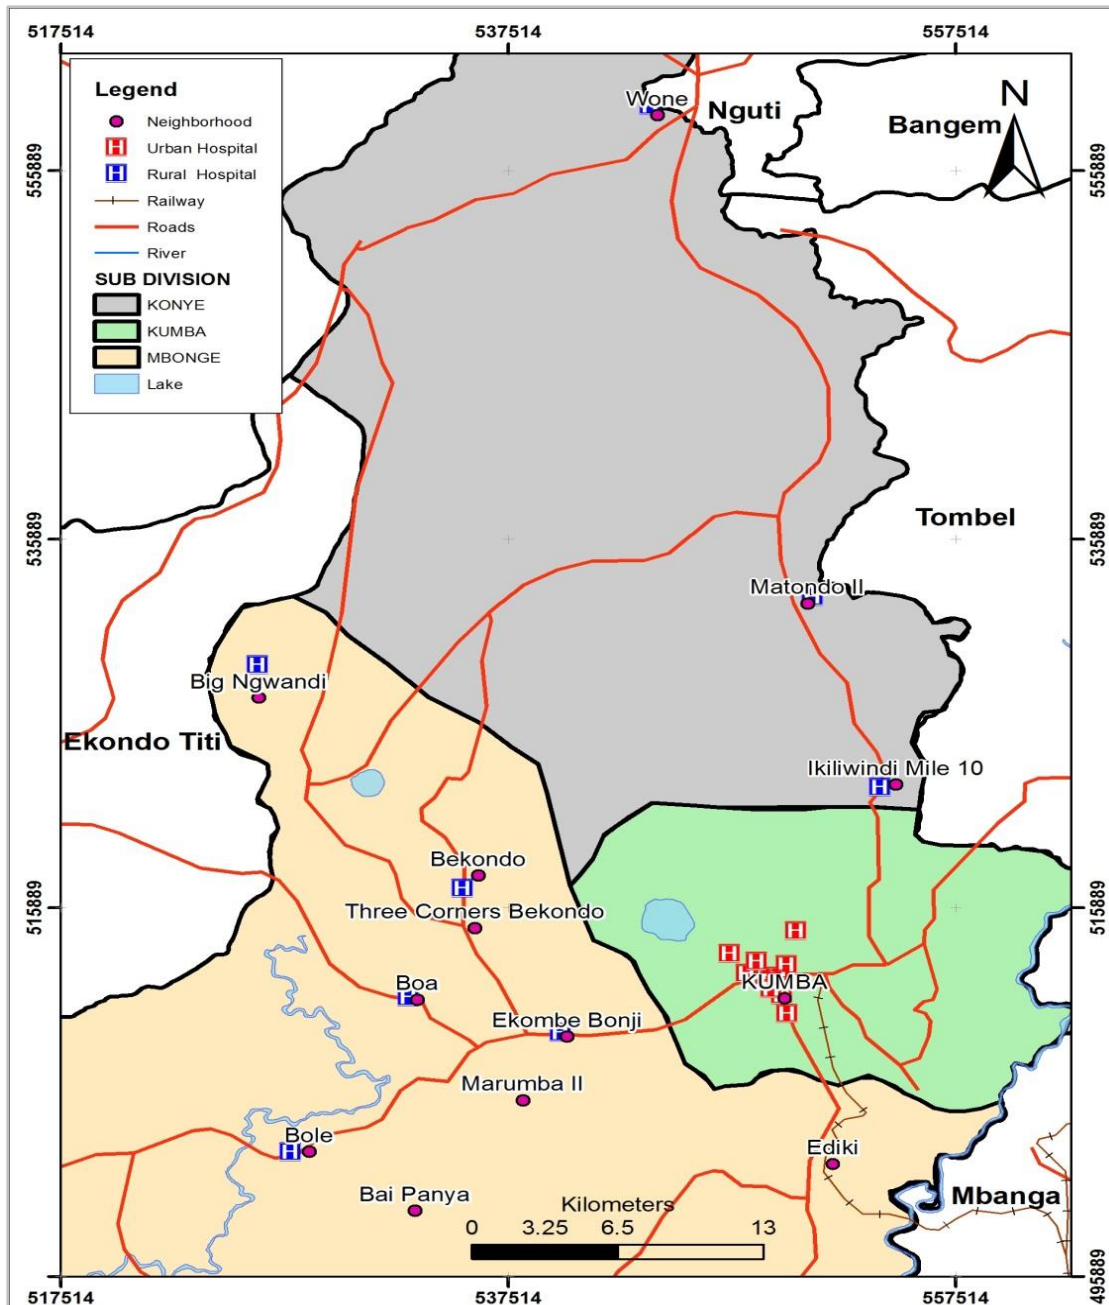 517514
537514
557514
Legend
Neighborhood
H Urban Hospital
H Rural Hospital
Railway
Roads
River
SUB DIVISION
KONYE
KUMBA
MBONGE
Lake
Wone
Nguti
Bangem
N
555889
555889
535889
535889
Tombel
Matondo II
H
Big Ngwandi
Ekondo Titi
Ikiliwindi Mile 10
H
Bekondo
H
Three Corners Bekondo
515889
515889
H
H
H
H
KUMBA
H
Boa
Ekombe Bonji
Marumba II
Bole
H
Ediki
Bai Panya
Mbanga
Kilometers
0 3.25 6.5 13
495889
517514
537514
557514